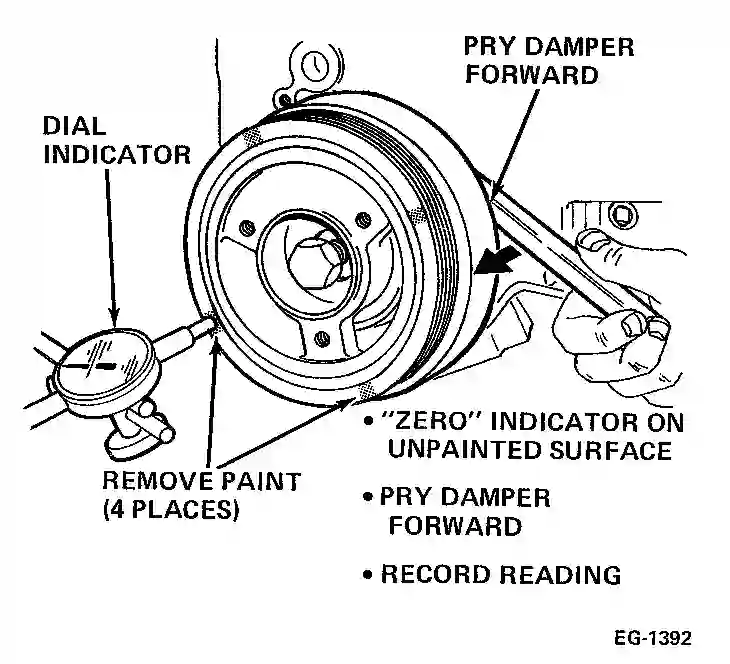 PRY DAMPER
FORWARD
DIAL
INDICATOR
REMOVE PAINT
(4 PLACES)
• "ZERO" INDICATOR ON
UNPAINTED SURFACE
• PRY DAMPER
FORWARD
• RECORD READING
EG-1392